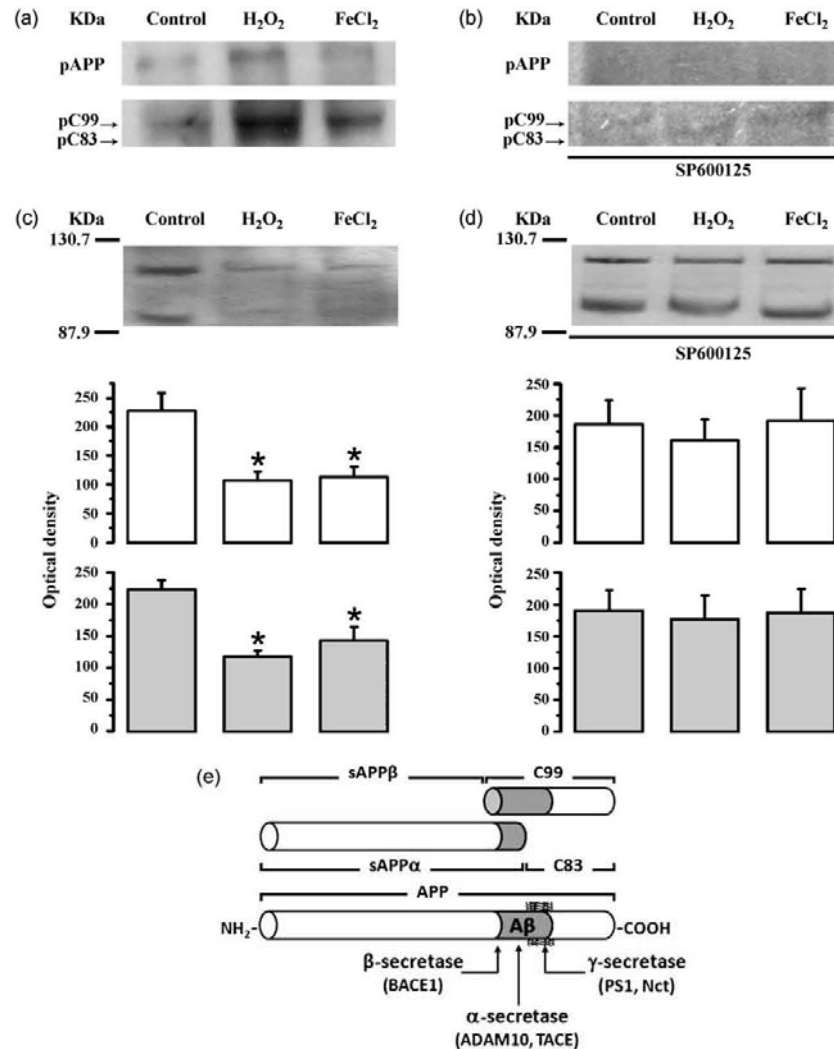 (a) KDa Control H₂O₂ FeCl₂
pAPP
pC99→
pC83→
(b) KDa Control H₂O₂ FeCl₂
pAPP
pC99→
pC83→
SP600125
(c) KDa Control H₂O₂ FeCl₂
130.7
87.9
(d) KDa Control H₂O₂ FeCl₂
130.7
87.9
SP600125
Optical density
250
200
150
100
50
0
* *
250
200
150
100
50
0
* *
250
200
150
100
50
0
250
200
150
100
50
0
(e) sAPPβ C99
sAPPα C83
APP
NH₂- Aβ -COOH
β-secretase
(BACE1)
γ-secretase
(PS1, Nct)
α-secretase
(ADAM10, TACE)